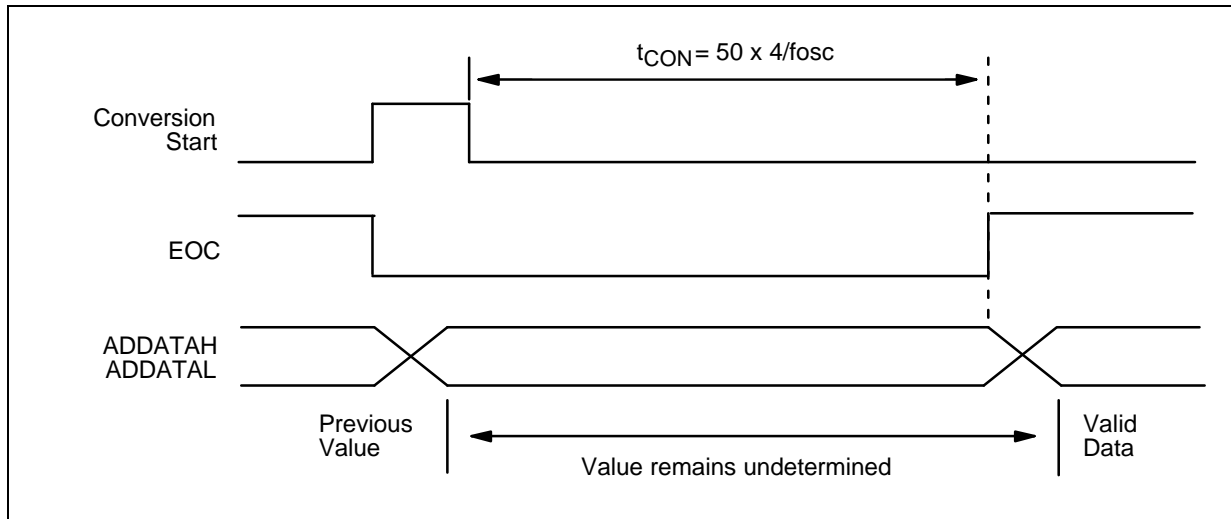 tCON = 50 x 4/fosc
Conversion
Start
EOC
ADDATAH
ADDATAL
Previous
Value
Value remains undetermined
Valid
Data